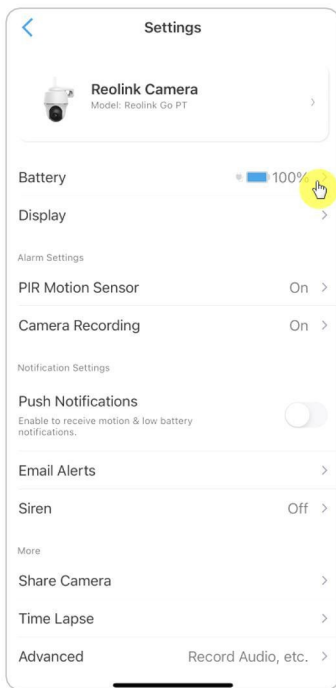 Settings
Reolink Camera
Model: Reolink Go PT
Battery 100%
Display
Alarm Settings
PIR Motion Sensor On
Camera Recording On
Notification Settings
Push Notifications
Enable to receive motion & low battery
notifications.
Email Alerts
Siren Off
More
Share Camera
Time Lapse
Advanced Record Audio, etc.